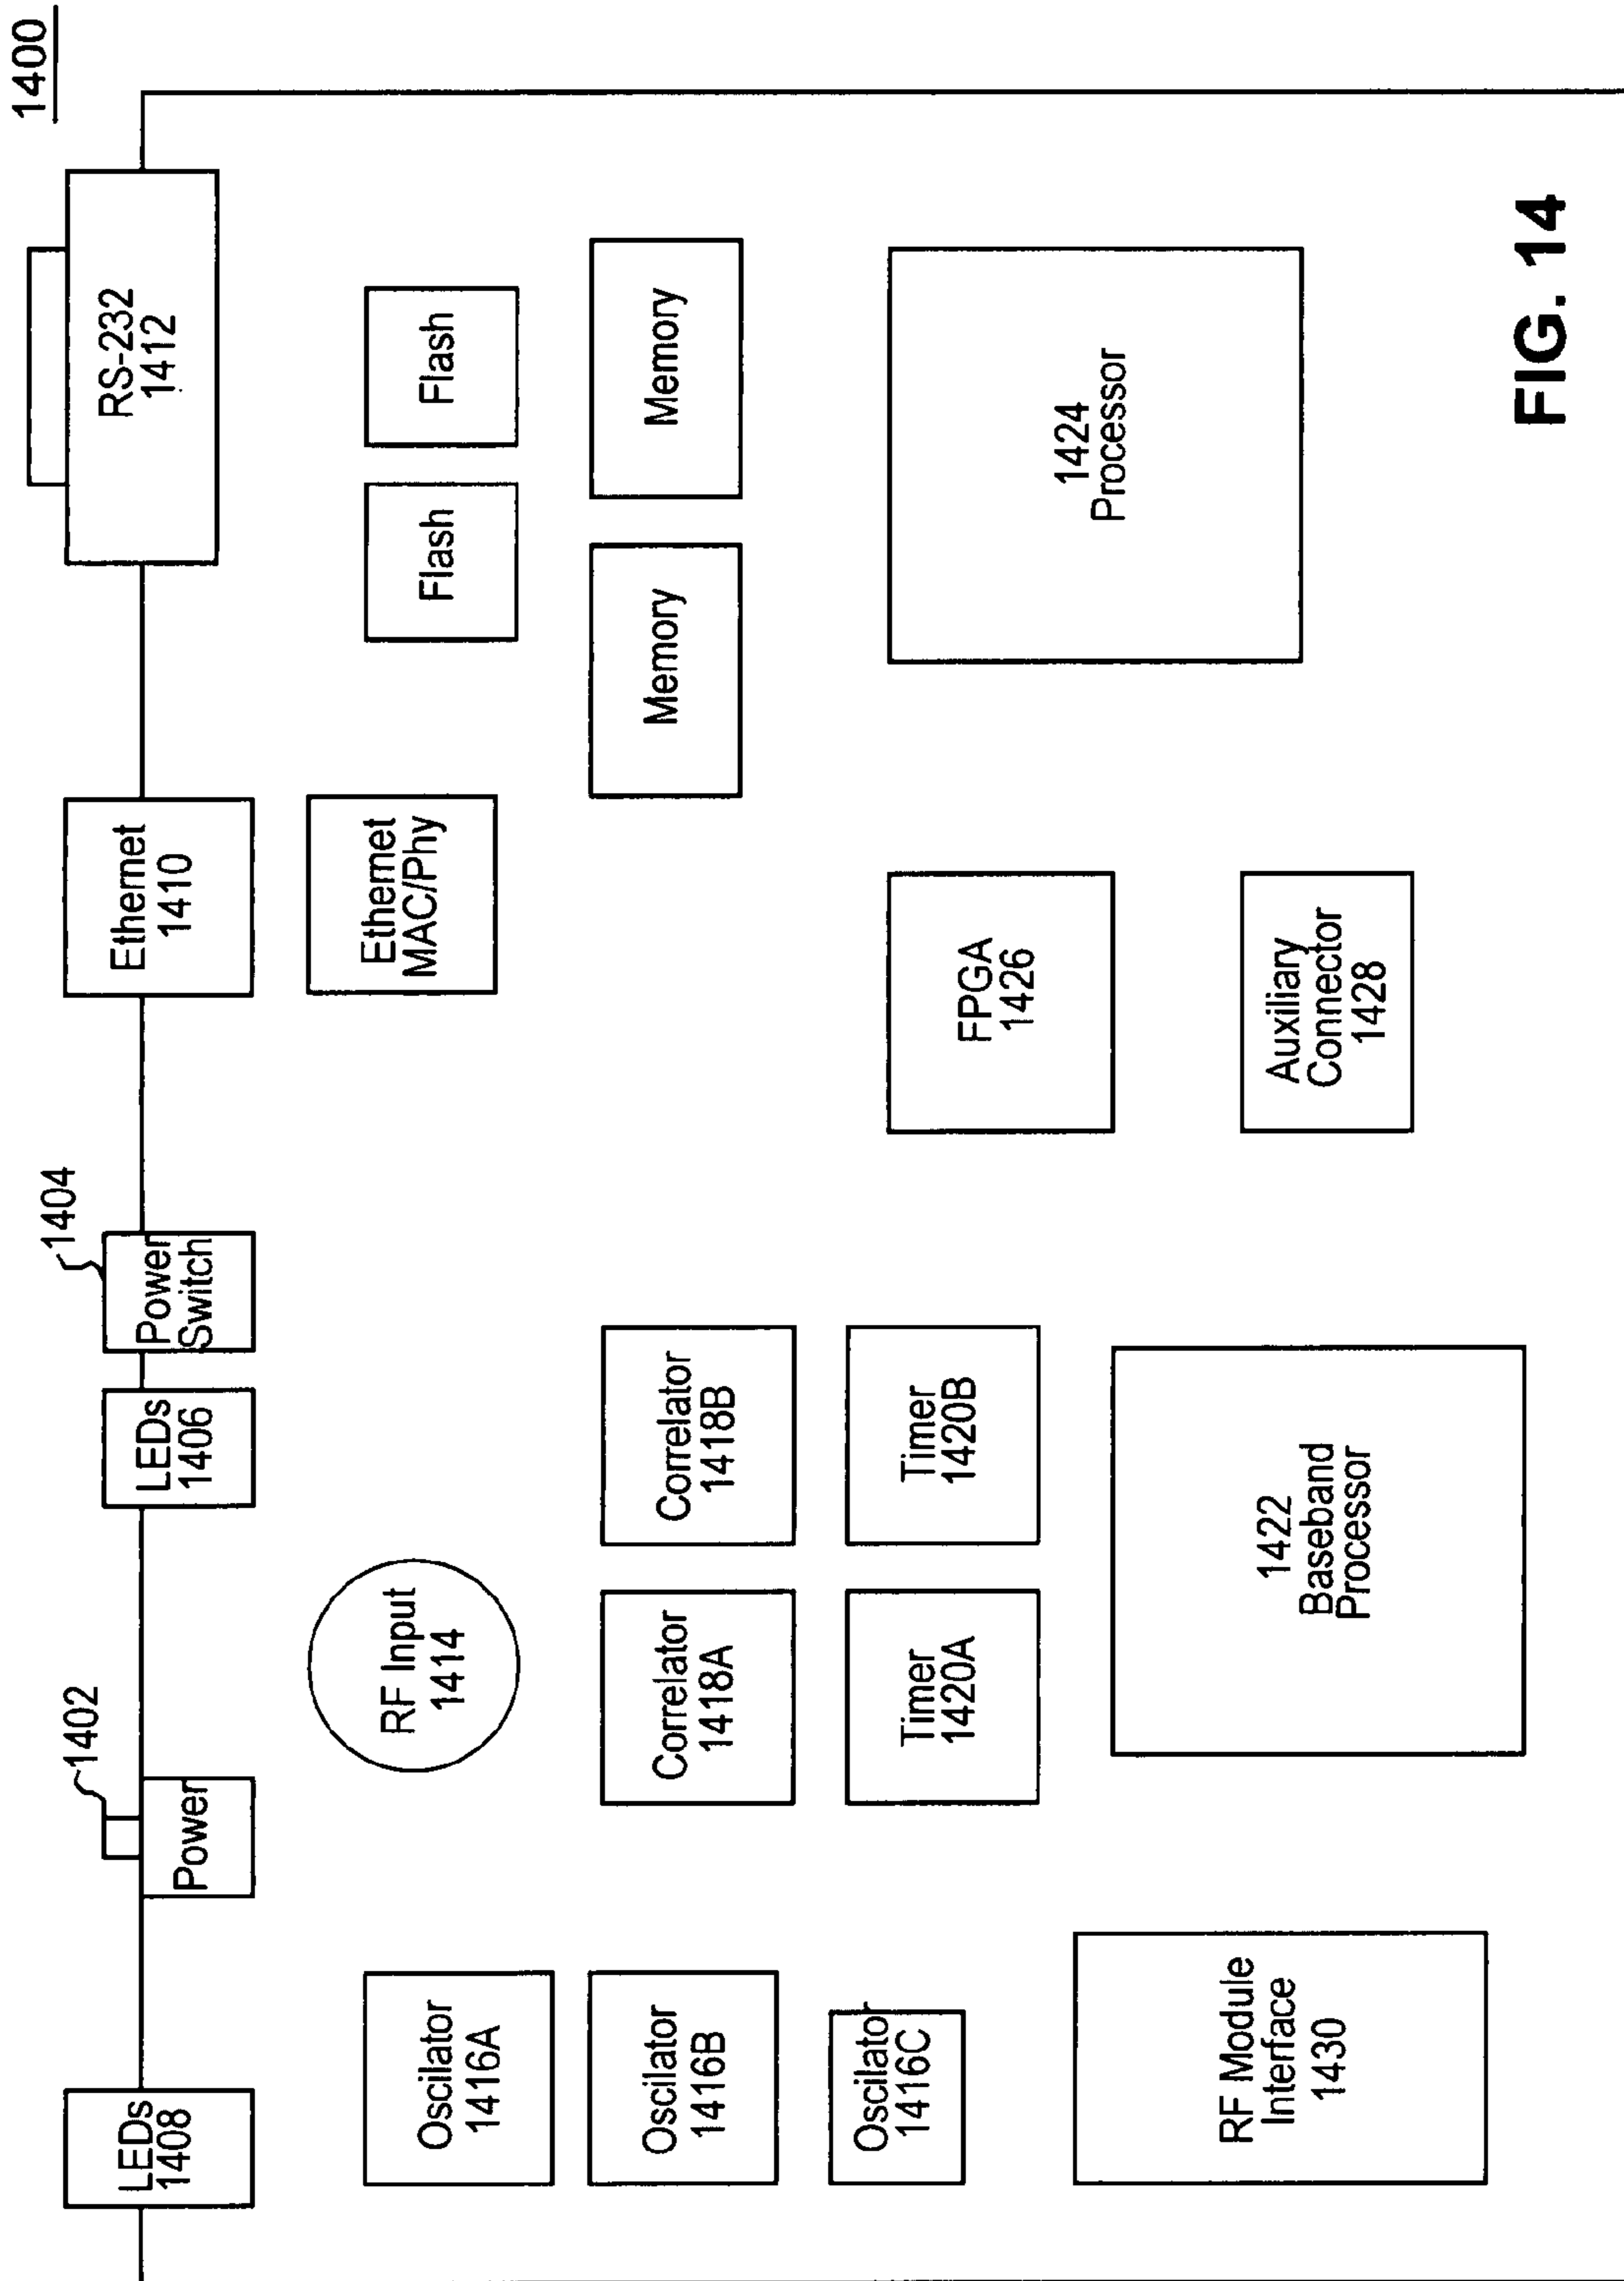 1400
1402
1404
LEDs
1408
Power
LEDs
1406
Power
Switch
Ethernet
1410
RS-232
1412
Oscilator
1416A
RF Input
1414
Ethernet
MAC/Phy
Flash
Flash
Oscilator
1416B
Correlator
1418A
Correlator
1418B
Memory
Memory
Oscilator
1416C
Timer
1420A
Timer
1420B
FPGA
1426
1424
Processor
RF Module
Interface
1430
1422
Baseband
Processor
Auxiliary
Connector
1428
FIG. 14